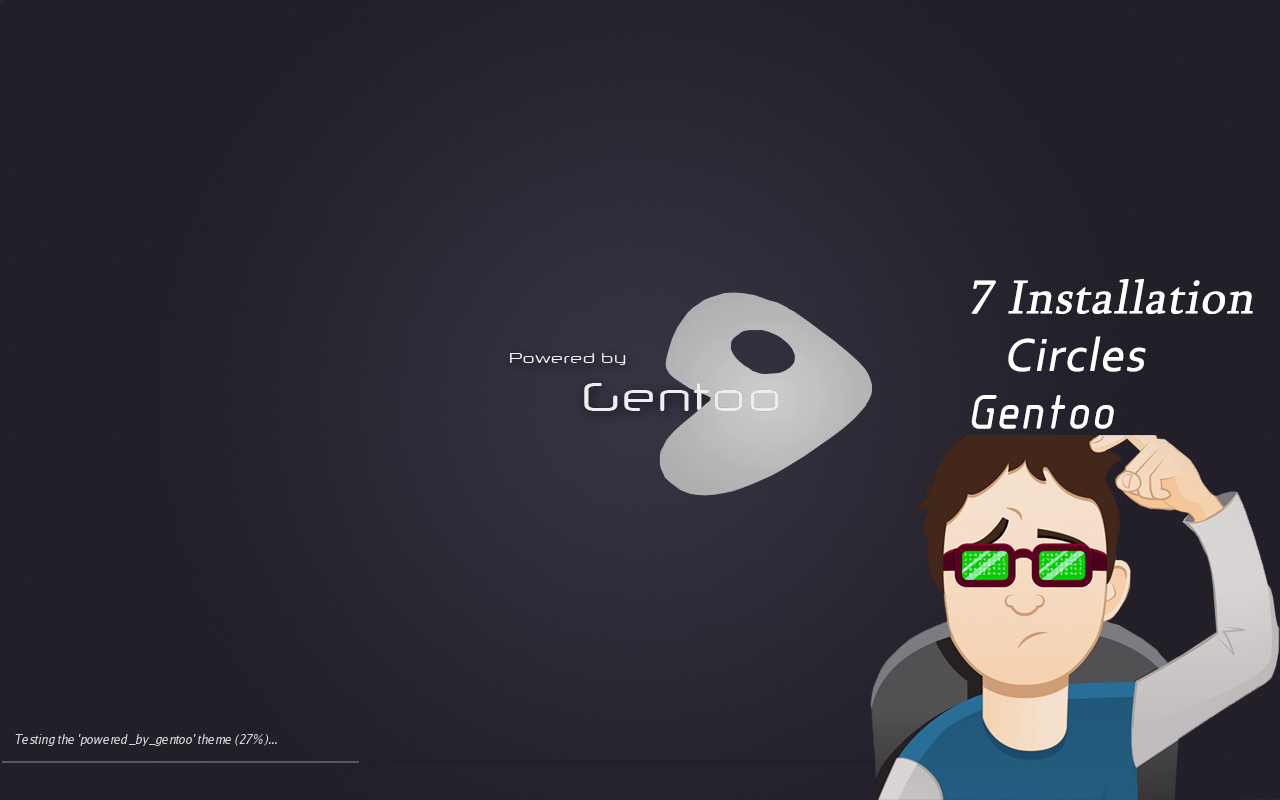 7 Installation
Circles
Gentoo
Powered by
Gentoo
Testing the 'powered_by_gentoo' theme (27%)...